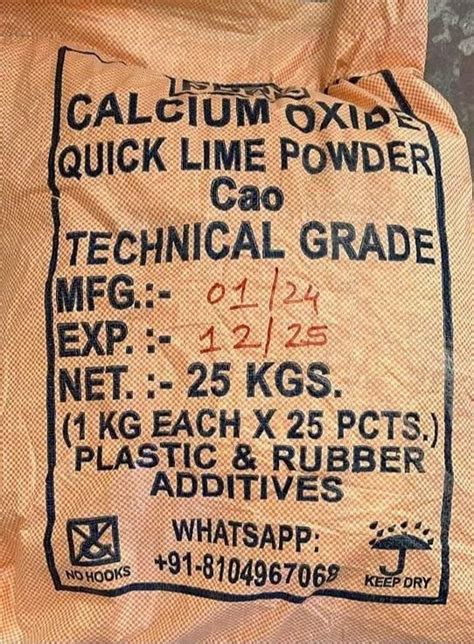 CALCIUM OXIDE
QUICK LIME POWDER
Cao
TECHNICAL GRADE
MFG.:- 01/24
EXP. :- 12/25
NET. :- 25 KGS.
(1 KG EACH X 25 PCTS.)
PLASTIC & RUBBER
ADDITIVES
WHATSAPP:
+91-8104967068
NO HOOKS
KEEP DRY